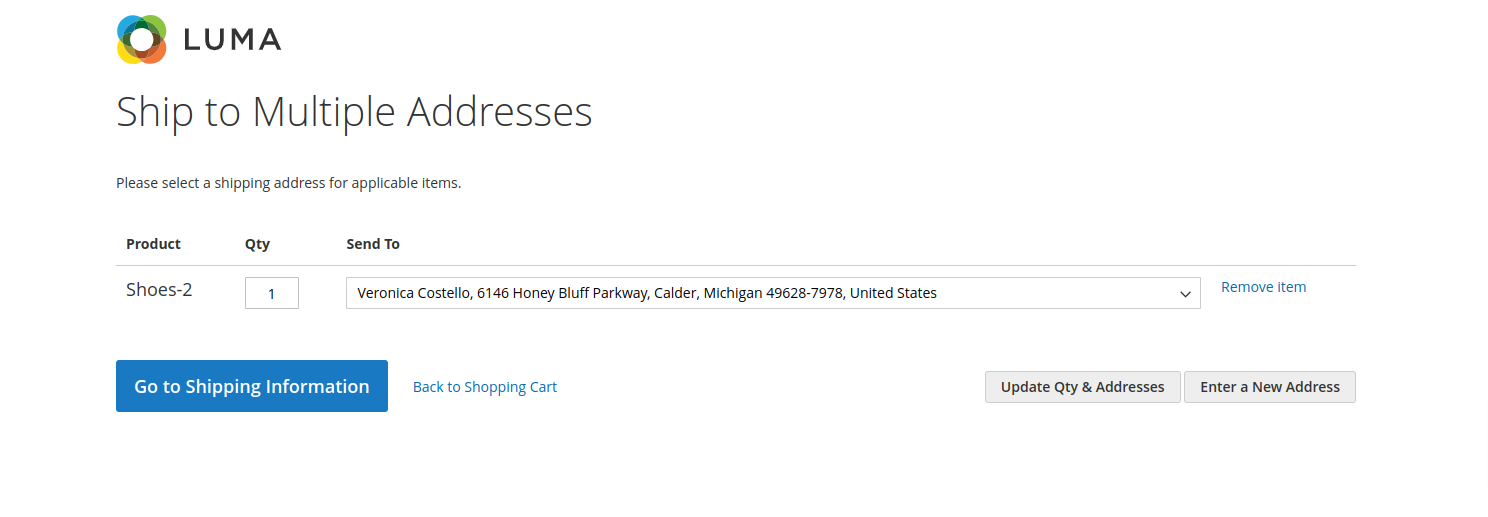 LUMA
Ship to Multiple Addresses
Please select a shipping address for applicable items.
Product Qty Send To
Shoes-2 1 Veronica Costello, 6146 Honey Bluff Parkway, Calder, Michigan 49628-7978, United States Remove item
Go to Shipping Information Back to Shopping Cart Update Qty & Addresses Enter a New Address